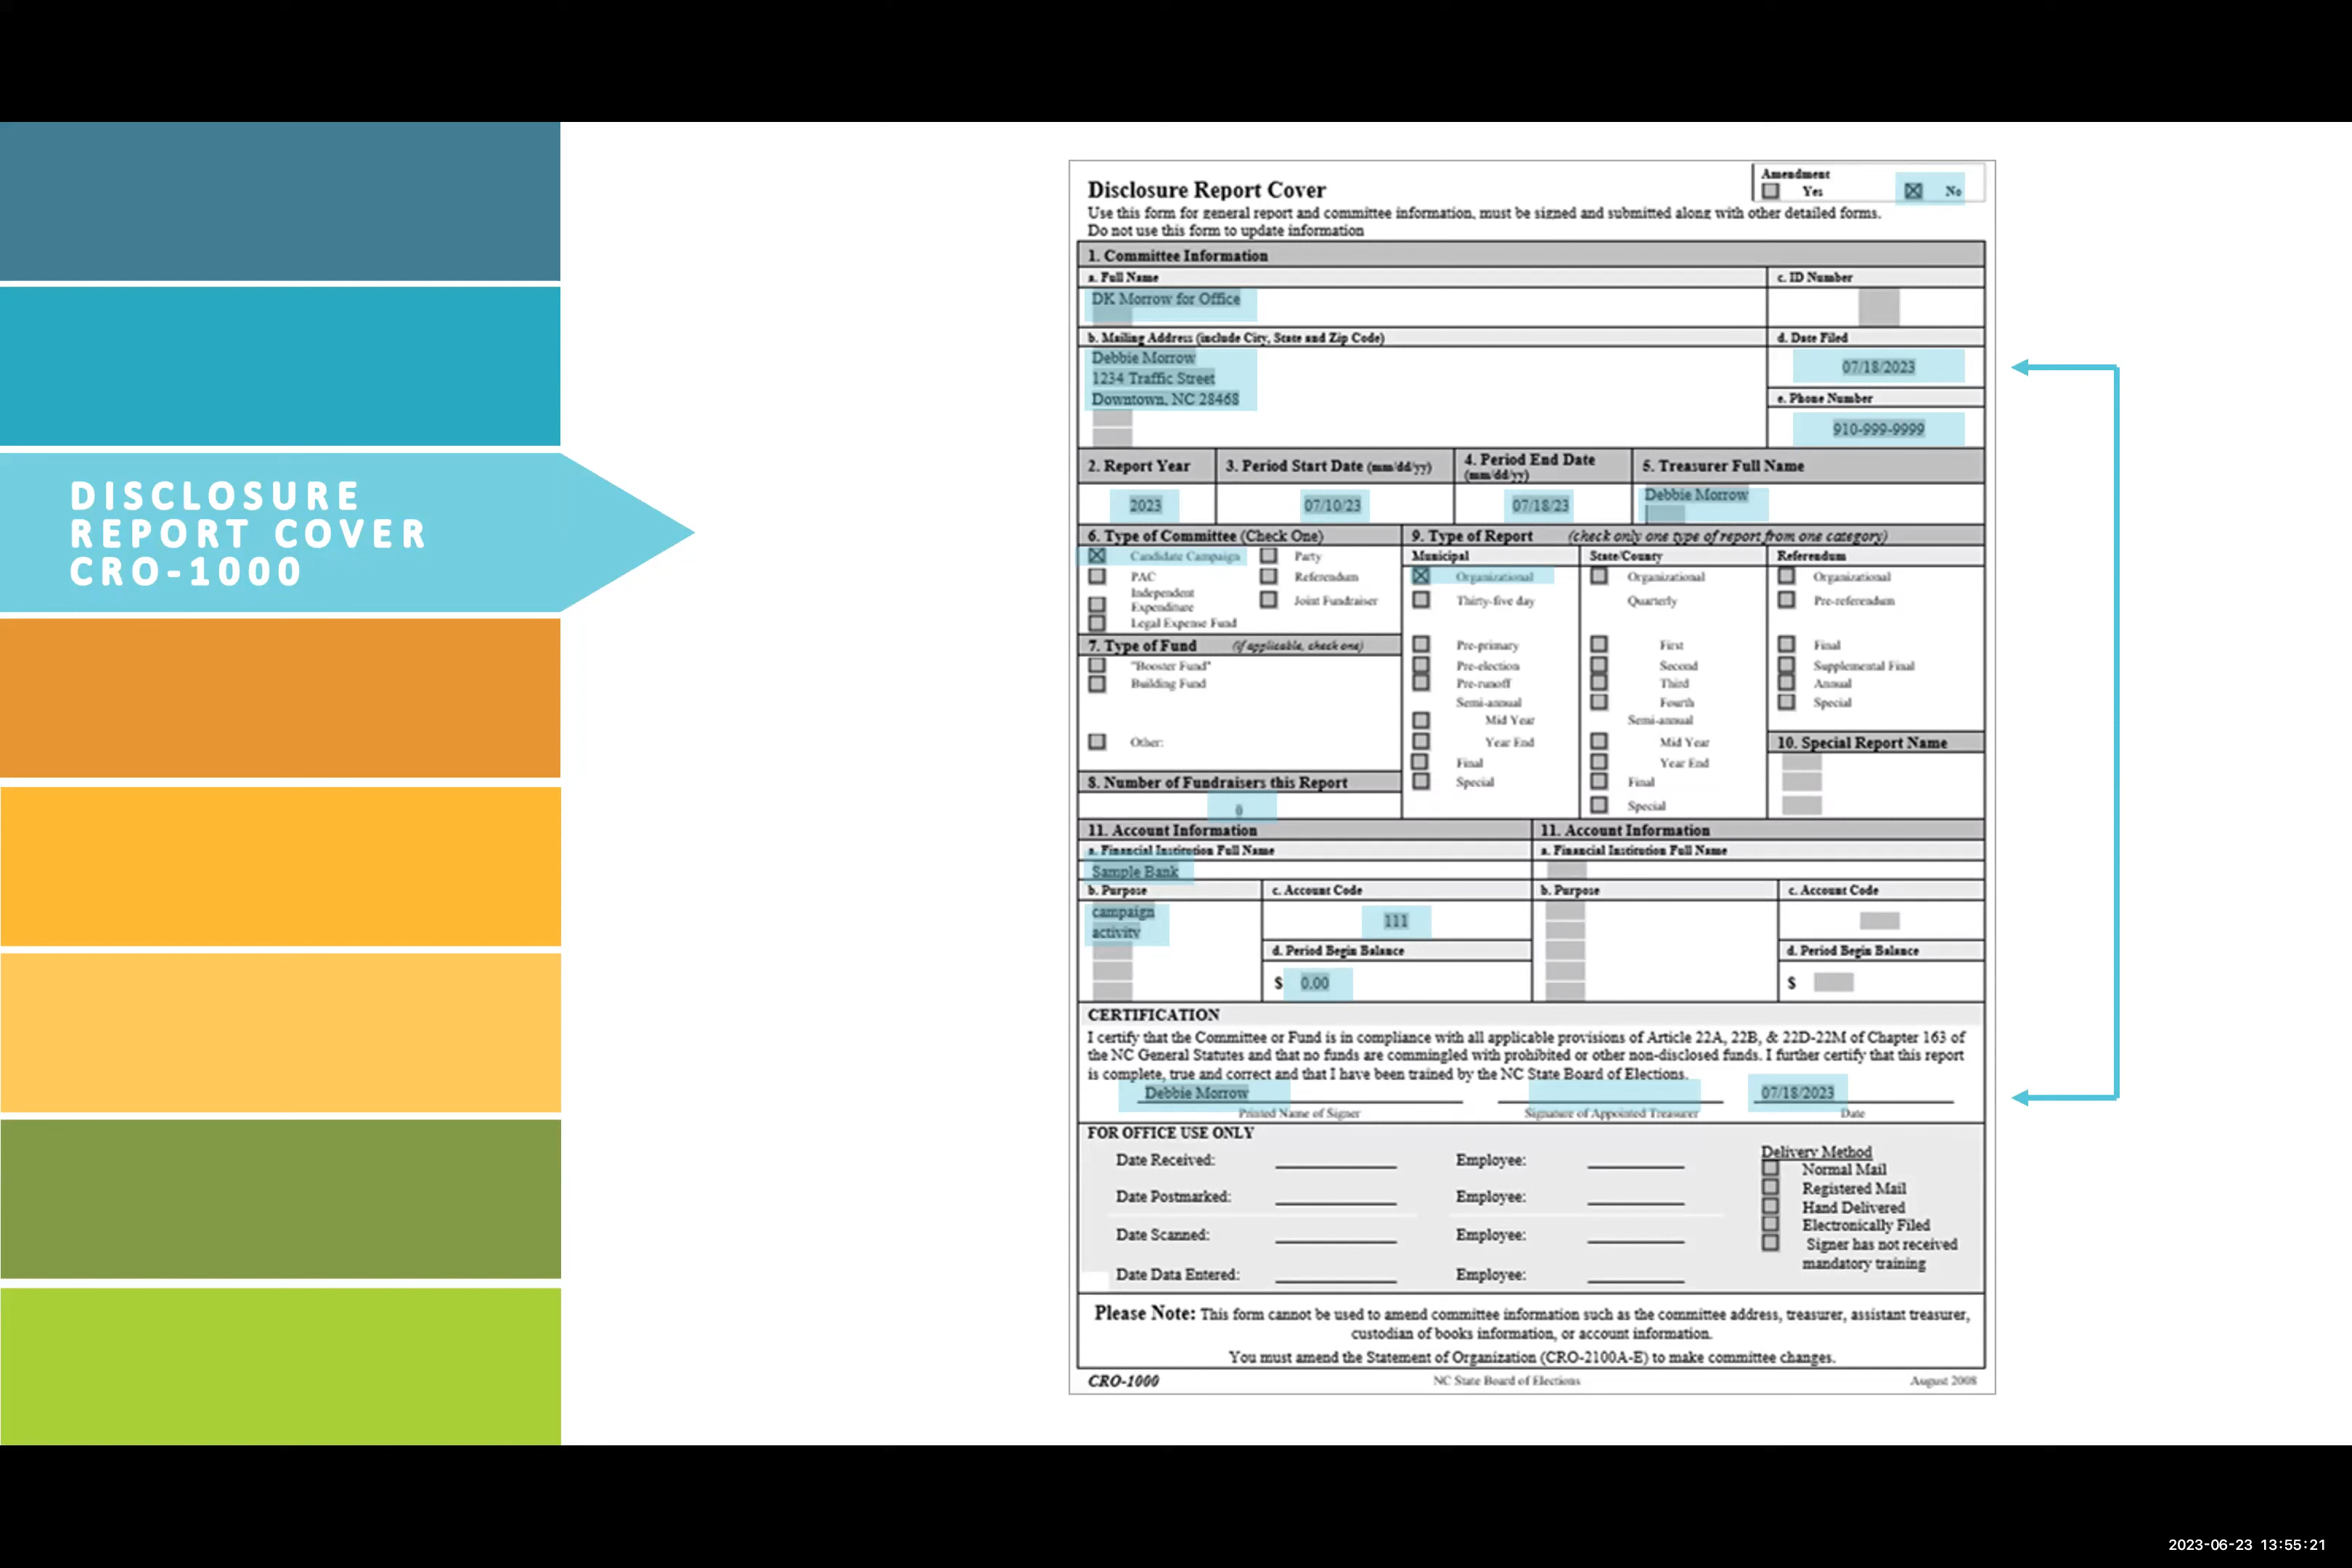 DISCLOSURE
REPORT COVER
CRO-1000
Disclosure Report Cover
Amendment
Yes
No
Use this form for general report and committee information, must be signed and submitted along with other detailed forms.
Do not use this form to update information
1. Committee Information
a. Full Name
c. ID Number
DK Morrow for Office
b. Mailing Address (include City, State and Zip Code)
d. Date Filed
Debbie Morrow
1234 Traffic Street
Downtown, NC 28468
07/18/2023
e. Phone Number
910-999-9999
2. Report Year
3. Period Start Date (mm/dd/yy)
4. Period End Date
(mm/dd/yy)
5. Treasurer Full Name
2023
07/10/23
07/18/23
Debbie Morrow
6. Type of Committee (Check One)
Candidate Campaign
Party
PAC
Referendum
Independent
Expenditure
Joint Fundraiser
Legal Expense Fund
7. Type of Fund (if applicable, check one)
"Booster Fund"
Building Fund
Other:
8. Number of Fundraisers this Report
0
9. Type of Report (check only one type of report from one category)
Municipal
Organizational
Thirty-five day
Pre-primary
Pre-election
Pre-runoff
Semi-annual
Mid Year
Year End
Final
Special
State/County
Organizational
Quarterly
First
Second
Third
Fourth
Semi-annual
Mid Year
Year End
Final
Special
Referendum
Organizational
Pre-referendum
Final
Supplemental Final
Annual
Special
10. Special Report Name
11. Account Information
a. Financial Institution Full Name
Sample Bank
b. Purpose
c. Account Code
campaign
activity
111
d. Period Begin Balance
$ 0.00
11. Account Information
a. Financial Institution Full Name
b. Purpose
c. Account Code
d. Period Begin Balance
$
CERTIFICATION
I certify that the Committee or Fund is in compliance with all applicable provisions of Article 22A, 22B, & 22D-22M of Chapter 163 of
the NC General Statutes and that no funds are commingled with prohibited or other non-disclosed funds. I further certify that this report
is complete, true and correct and that I have been trained by the NC State Board of Elections.
Debbie Morrow
07/18/2023
Printed Name of Signer
Signature of Appointed Treasurer
Date
FOR OFFICE USE ONLY
Date Received:
Employee:
Date Postmarked:
Employee:
Date Scanned:
Employee:
Date Data Entered:
Employee:
Delivery Method
Normal Mail
Registered Mail
Hand Delivered
Electronically Filed
Signer has not received
mandatory training
Please Note: This form cannot be used to amend committee information such as the committee address, treasurer, assistant treasurer,
custodian of books information, or account information.
You must amend the Statement of Organization (CRO-2100A-E) to make committee changes.
CRO-1000
NC State Board of Elections
August 2008
2023-06-23 13:55:21